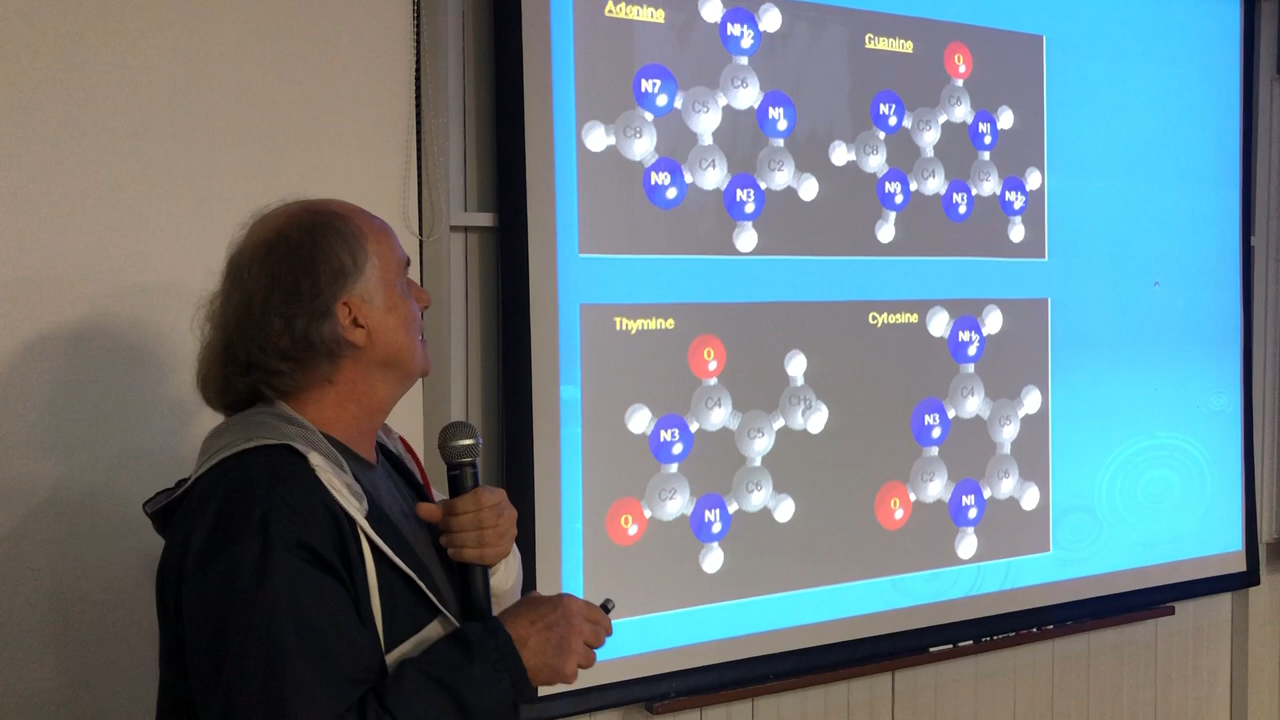 Adenine
NH2
N7
C6
C5
N1
C8
C4
C2
N9
N3
Guanine
O
C6
N7
C5
N1
C8
C4
C2
N9
N3
NH2
Thymine
O
C4
CH3
N3
C5
C2
C6
O
N1
Cytosine
NH2
C4
N3
C5
C2
C6
O
N1